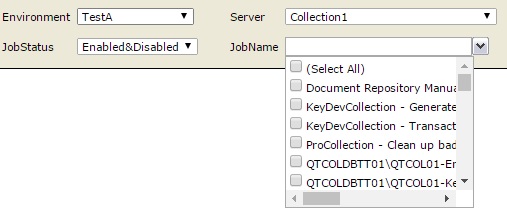 Environment TestA Server Collection1
JobStatus Enabled&Disabled JobName
(Select All)
Document Repository Manua
KeyDevCollection - Generate
KeyDevCollection - Transact
ProCollection - Clean up bad
QTCOLDBTT01\QTCOL01-En
QTCOLDBTT01\QTCOL01-Ke